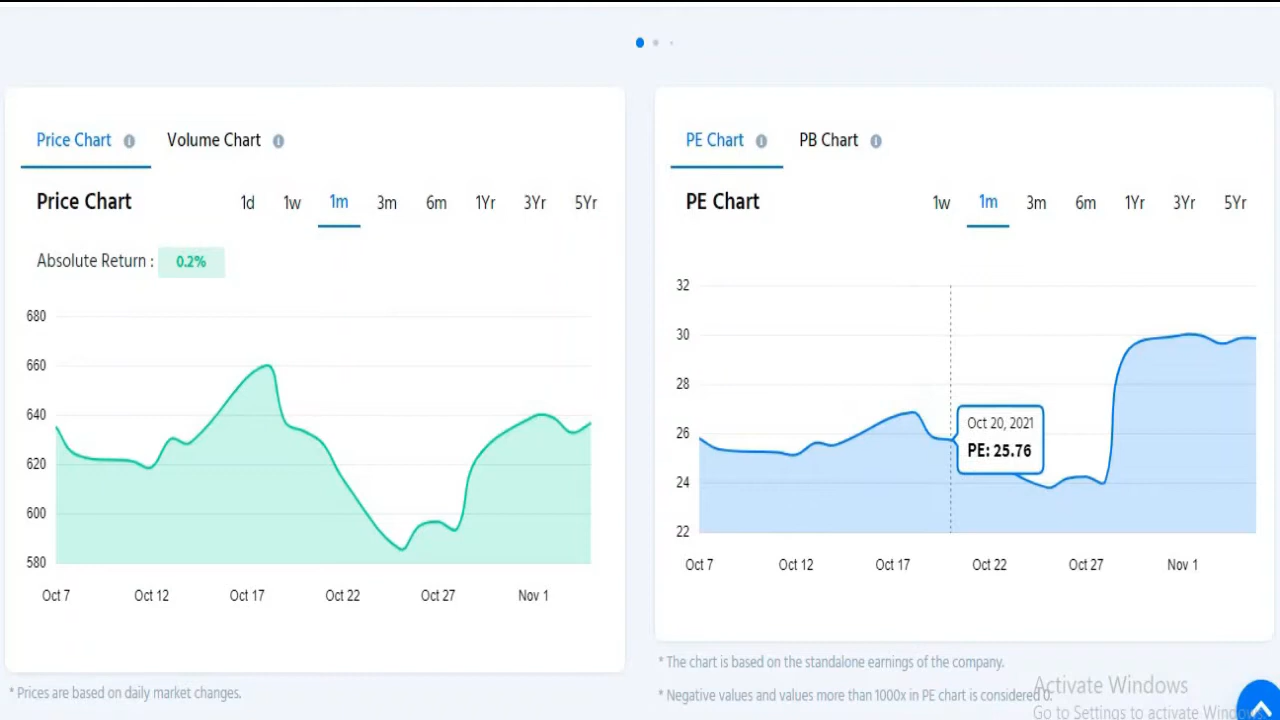 Price Chart Volume Chart
Price Chart 1d 1w 1m 3m 6m 1Yr 3Yr 5Yr
Absolute Return : 0.2%
680
660
640
620
600
580
Oct 7 Oct 12 Oct 17 Oct 22 Oct 27 Nov 1
* Prices are based on daily market changes.
PE Chart PB Chart
PE Chart 1w 1m 3m 6m 1Yr 3Yr 5Yr
32
30
28
26
24
22
Oct 20, 2021
PE: 25.76
Oct 7 Oct 12 Oct 17 Oct 22 Oct 27 Nov 1
* The chart is based on the standalone earnings of the company.
* Negative values and values more than 1000x in PE chart is considered 0.
Activate Windows
Go to Settings to activate Windows.